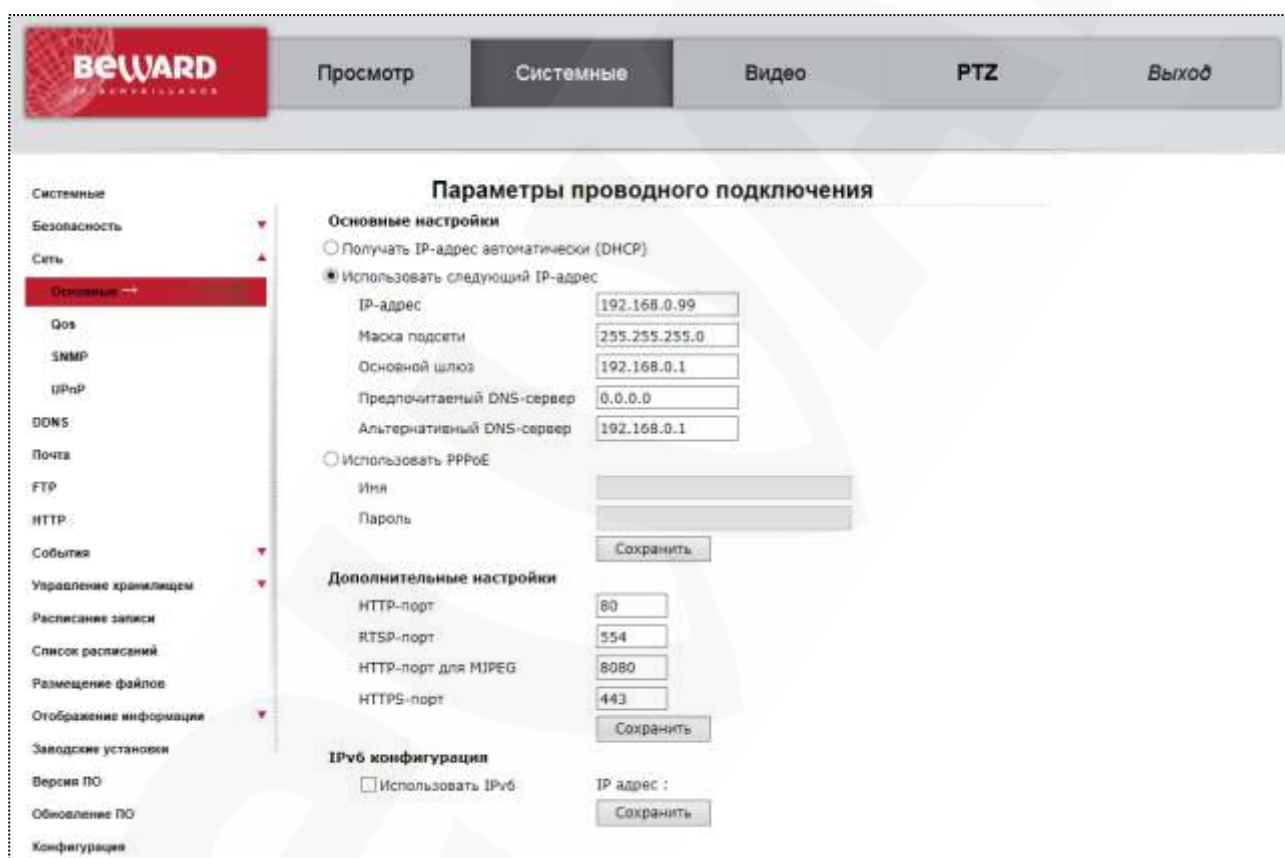 BEWARD
IP SURVEILLANCE
Просмотр
Системные
Видео
PTZ
Выход
Системные
Безопасность
Сеть
Основные →
Qos
SNMP
UPnP
DDNS
Почта
FTP
HTTP
События
Управление хранилищем
Расписание записи
Список расписаний
Размещение файлов
Отображение информации
Заводские установки
Версия ПО
Обновление ПО
Конфигурация
Параметры проводного подключения
Основные настройки
Получать IP-адрес автоматически (DHCP)
Использовать следующий IP-адрес
IP-адрес 192.168.0.99
Маска подсети 255.255.255.0
Основной шлюз 192.168.0.1
Предпочитаемый DNS-сервер 0.0.0.0
Альтернативный DNS-сервер 192.168.0.1
Использовать PPPoE
Имя
Пароль
Сохранить
Дополнительные настройки
HTTP-порт 80
RTSP-порт 554
HTTP-порт для MJPEG 8080
HTTPS-порт 443
Сохранить
IPv6 конфигурация
Использовать IPv6 IP адрес :
Сохранить